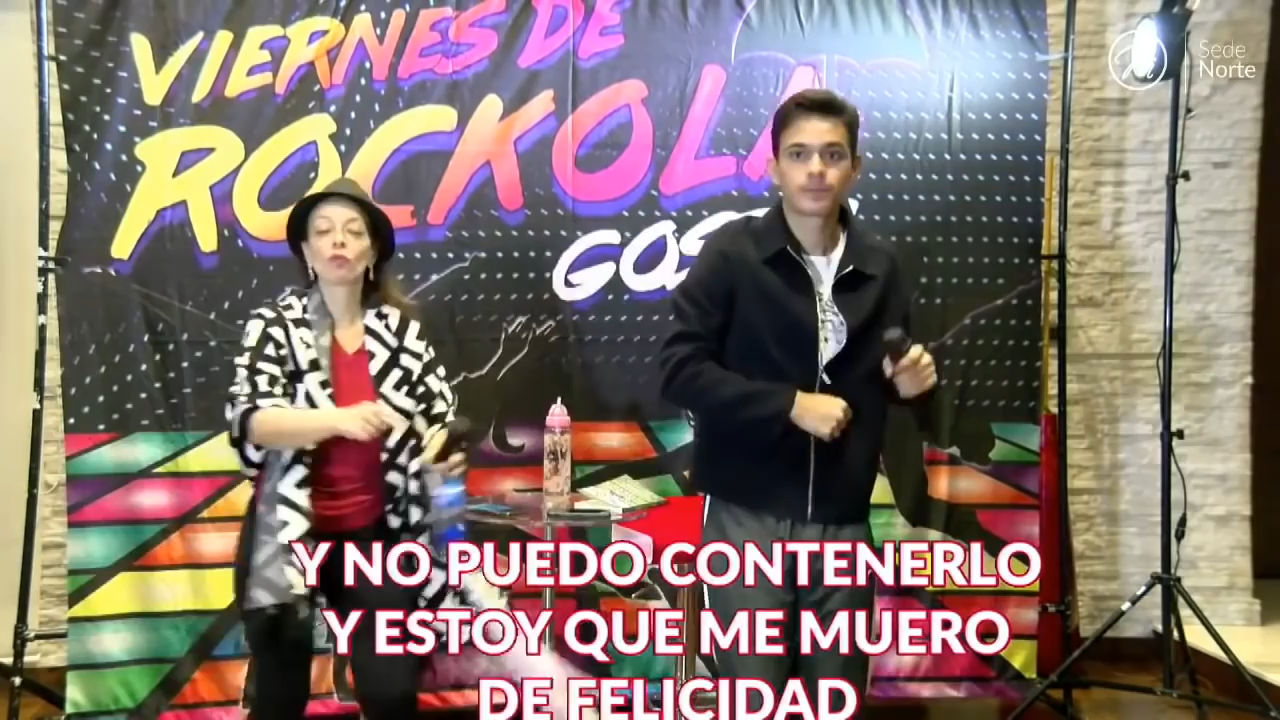 VIERNES DE
ROCKOLA
Sede
Norte
Y NO PUEDO CONTENERLO
Y ESTOY QUE ME MUERO
DE FELICIDAD